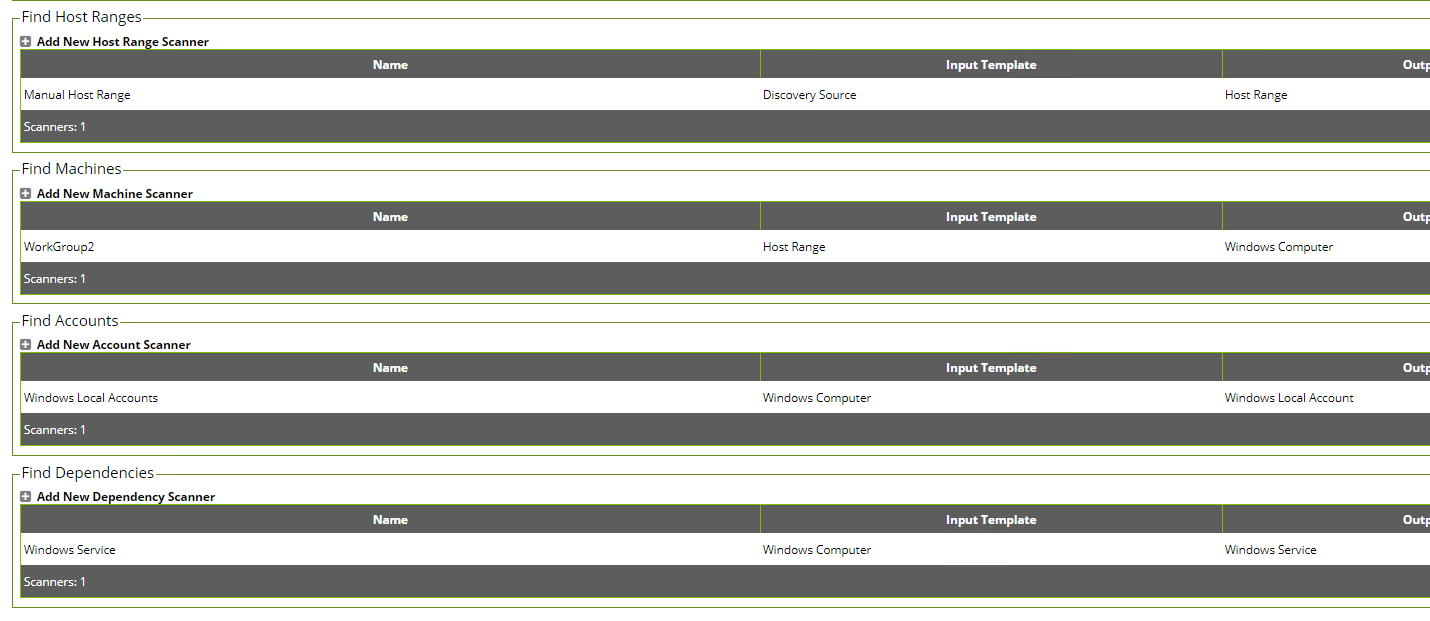 Find Host Ranges
Add New Host Range Scanner
Name Input Template Outp
Manual Host Range Discovery Source Host Range
Scanners: 1
Find Machines
Add New Machine Scanner
Name Input Template Outp
WorkGroup2 Host Range Windows Computer
Scanners: 1
Find Accounts
Add New Account Scanner
Name Input Template Outp
Windows Local Accounts Windows Computer Windows Local Account
Scanners: 1
Find Dependencies
Add New Dependency Scanner
Name Input Template Outp
Windows Service Windows Computer Windows Service
Scanners: 1